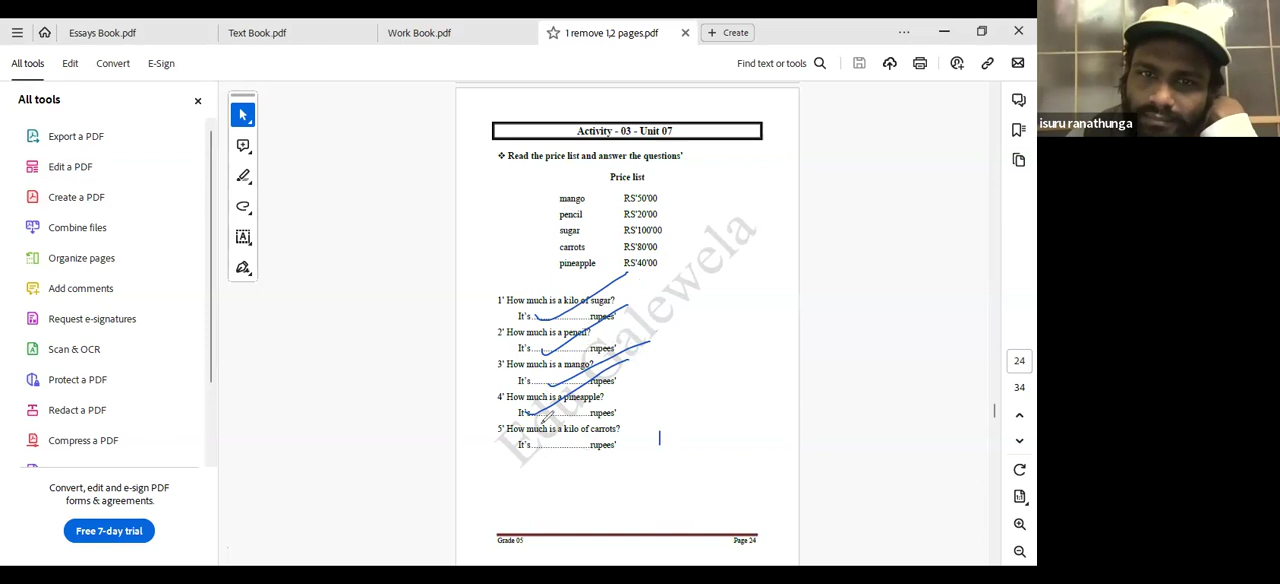 Essays Book.pdf
Text Book.pdf
Work Book.pdf
1 remove 1,2 pages.pdf
Create
All tools
Edit
Convert
E-Sign
Find text or tools
All tools
Export a PDF
Edit a PDF
Create a PDF
Combine files
Organize pages
Add comments
Request e-signatures
Scan & OCR
Protect a PDF
Redact a PDF
Compress a PDF
Convert, edit and e-sign PDF
forms & agreements.
Free 7-day trial
Activity - 03 - Unit 07
❖ Read the price list and answer the questions'
Price list
mango RS'50'00
pencil RS'20'00
sugar RS'100'00
carrots RS'80'00
pineapple RS'40'00
1' How much is a kilo of sugar?
It's......................rupees'
2' How much is a pencil?
It's......................rupees'
3' How much is a mango?
It's......................rupees'
4' How much is a pineapple?
It's......................rupees'
5' How much is a kilo of carrots?
It's......................rupees'
Edu Galewela
Grade 05 Page 24
24
34
isuru ranathunga